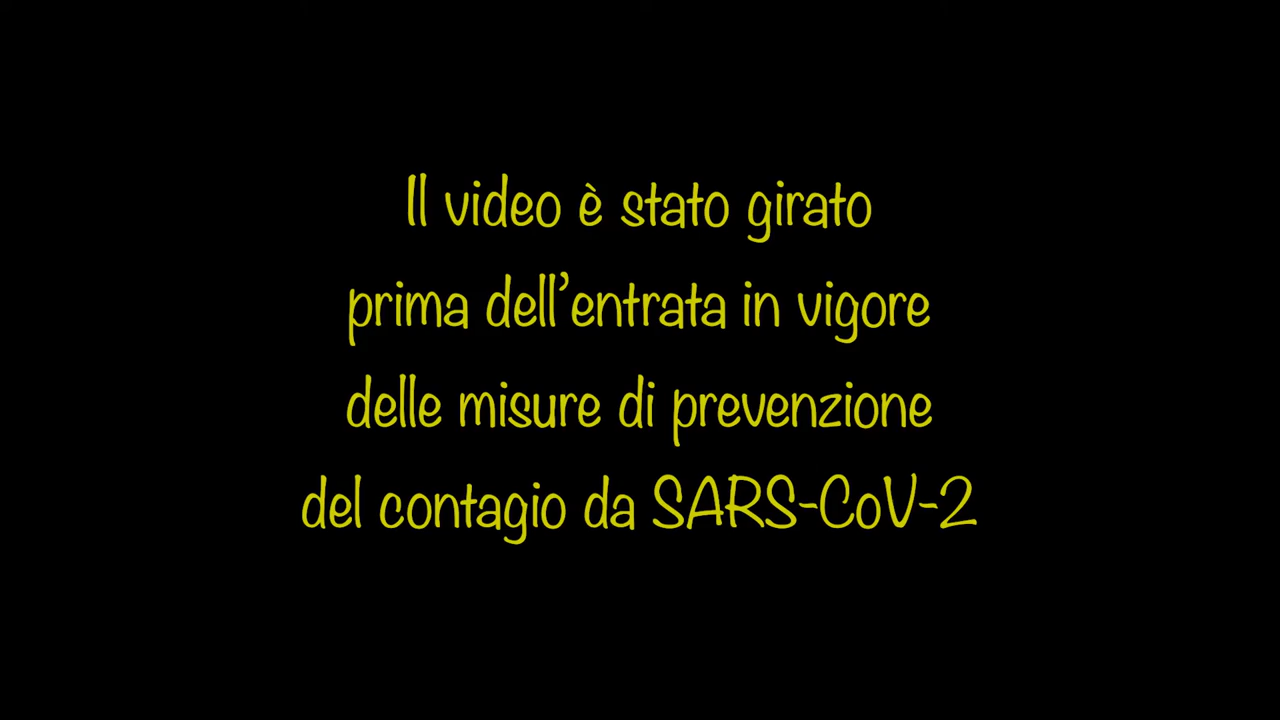 Il video è stato girato
prima dell’entrata in vigore
delle misure di prevenzione
del contagio da SARS-CoV-2